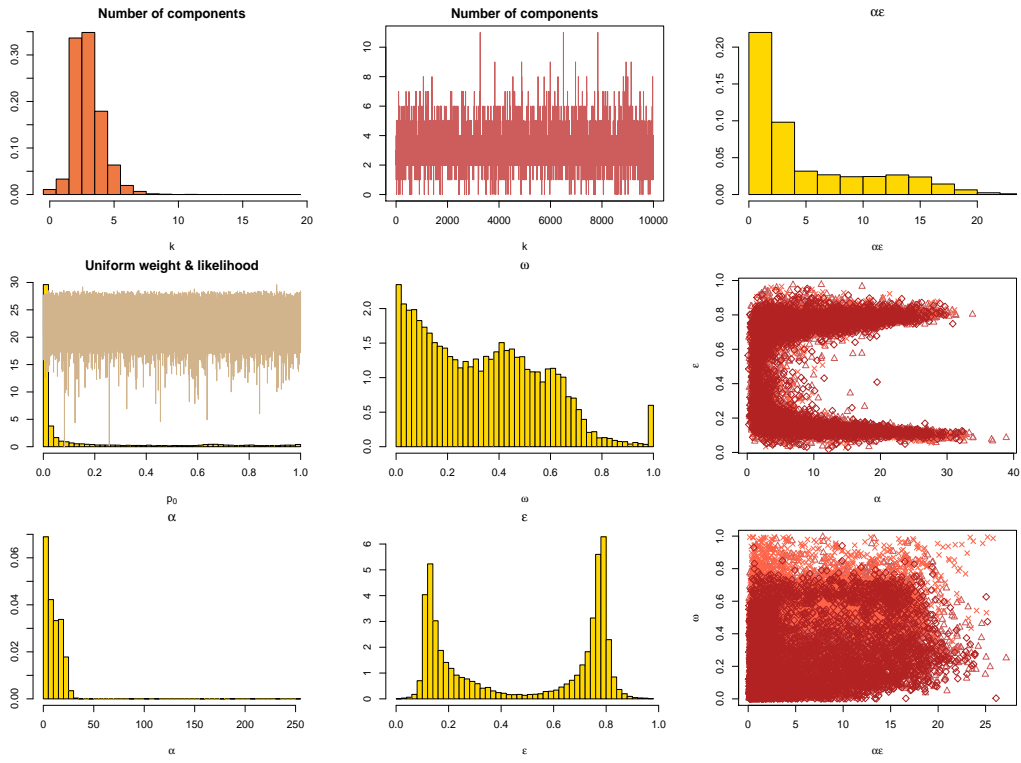 Number of components
0.00 0.10 0.20 0.30
0 5 10 15 20
k
Number of components
0 2 4 6 8 10
0 2000 4000 6000 8000 10000
k
αε
0.00 0.05 0.10 0.15 0.20
0 5 10 15 20
αε
Uniform weight & likelihood
0 5 10 15 20 25 30
0.0 0.2 0.4 0.6 0.8 1.0
p0
ω
0.0 0.5 1.0 1.5 2.0
0.0 0.2 0.4 0.6 0.8 1.0
ω
ε
0.0 0.2 0.4 0.6 0.8 1.0
0 10 20 30 40
α
α
0.00 0.02 0.04 0.06
0 50 100 150 200 250
α
ε
0 1 2 3 4 5 6
0.0 0.2 0.4 0.6 0.8 1.0
ε
ω
0.0 0.2 0.4 0.6 0.8 1.0
0 5 10 15 20 25
αε